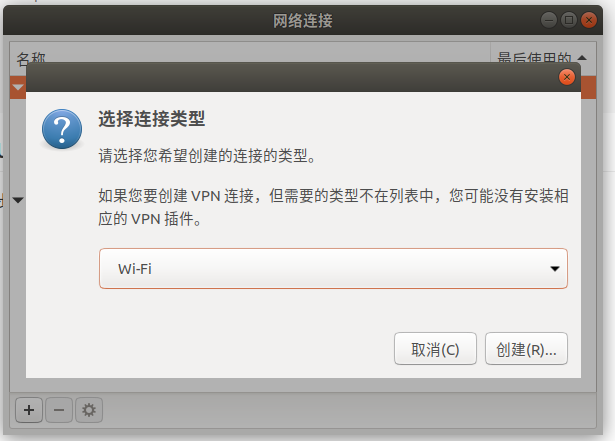 网络连接
名称
最后使用的
选择连接类型
请选择您希望创建的连接的类型。
如果您要创建 VPN 连接，但需要的类型不在列表中，您可能没有安装相
应的 VPN 插件。
Wi-Fi
取消(C)
创建(R)...